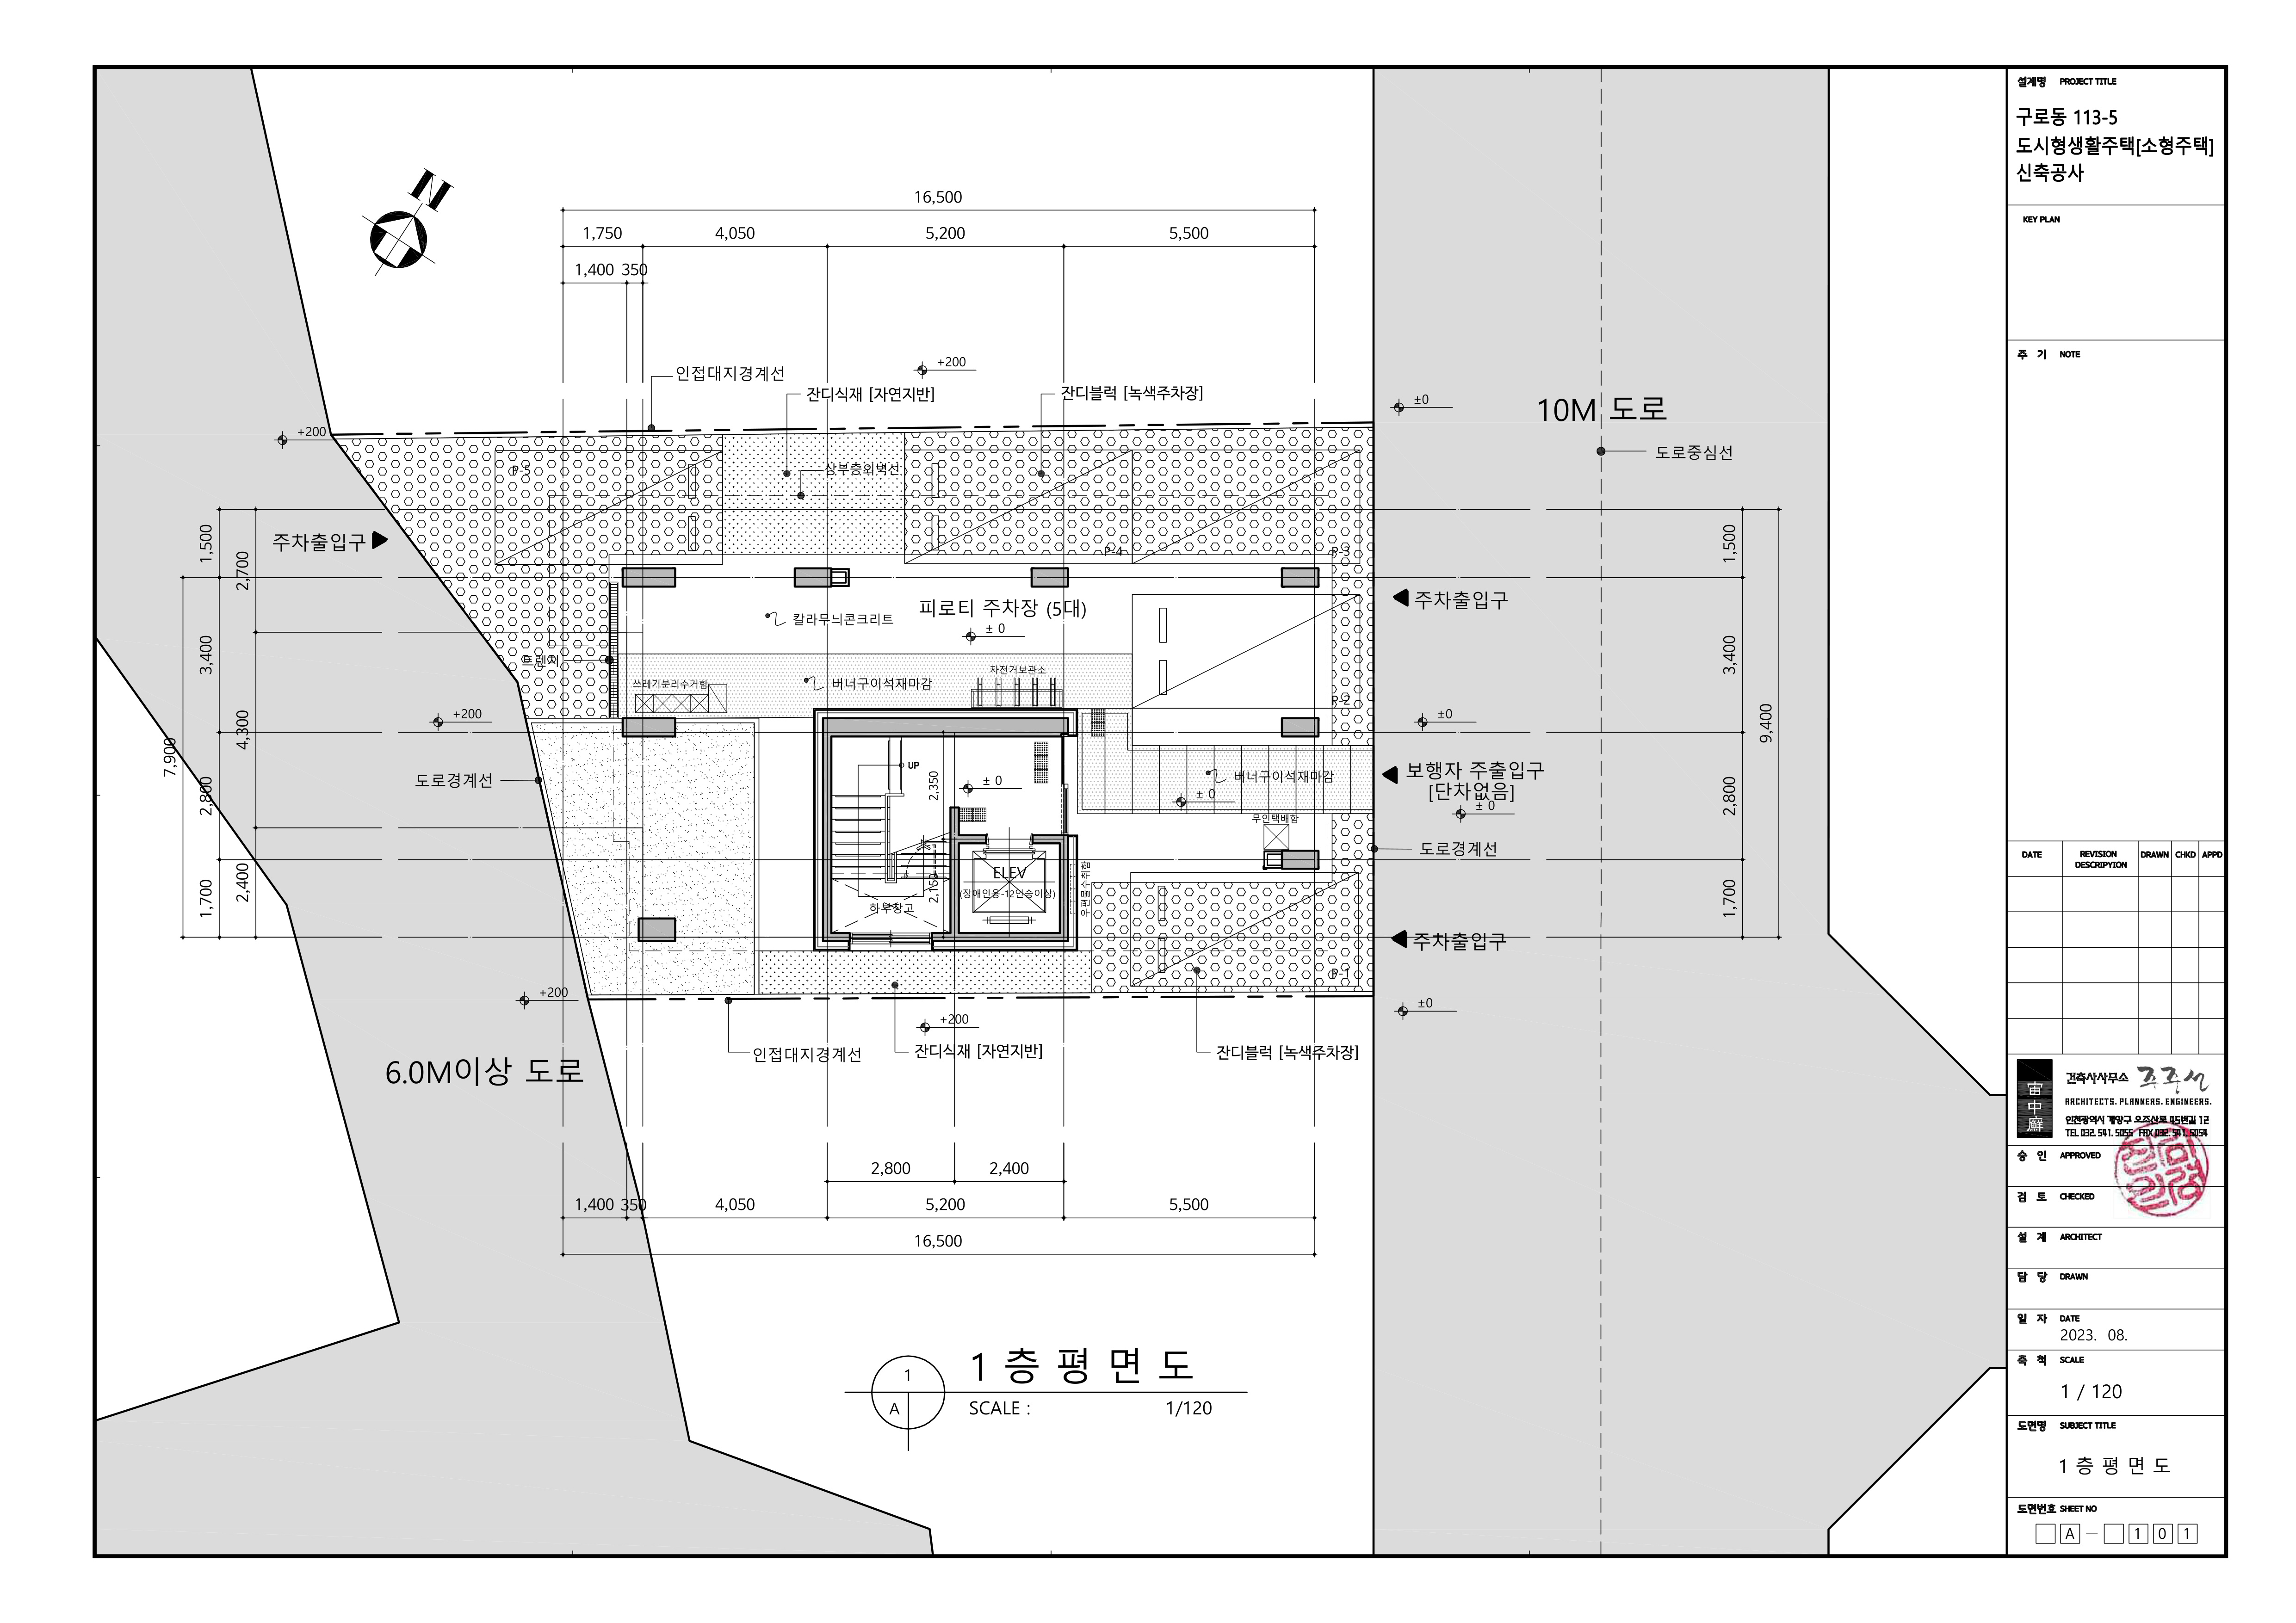 N
16,500
1,750
4,050
5,200
5,500
1,400
350
+200
인접대지경계선
잔디식재 [자연지반]
잔디블럭 [녹색주차장]
±0
10M 도로
도로중심선
+200
P-5
상부층외벽선
P-4
P-3
주차출입구
주차출입구
1,500
2,700
3,400
4,300
7,900
2,800
2,400
1,700
칼라무늬콘크리트
피로티 주차장 (5대)
± 0
트렌치
쓰레기분리수거함
버너구이석재마감
자전거보관소
P-2
+200
±0
도로경계선
UP
2,350
± 0
버너구이석재마감
± 0
보행자 주출입구
[단차없음]
± 0
무인택배함
도로경계선
ELEV
(장애인용-12인승이상)
2,150
하부창고
우편물수취함
주차출입구
P-1
1,500
3,400
9,400
2,800
1,700
+200
+200
±0
인접대지경계선
잔디식재 [자연지반]
잔디블럭 [녹색주차장]
6.0M이상 도로
2,800
2,400
1,400
350
4,050
5,200
5,500
16,500
1
A
1 층 평 면 도
SCALE :
1/120
설계명 PROJECT TITLE
구로동 113-5
도시형생활주택[소형주택]
신축공사
KEY PLAN
주 기 NOTE
DATE
REVISION DESCRIPYION
DRAWN
CHKD
APPD
宙
中
건축사사무소
ARCHITECTS. PLANNERS. ENGINEERS.
인천광역시 계양구 오조산로 45번길 12
TEL 032. 541. 5055 FAX 032. 541. 5054
승 인 APPROVED
검 토 CHECKED
설 계 ARCHITECT
담 당 DRAWN
일 자 DATE
2023. 08.
축 척 SCALE
1 / 120
도면명 SUBJECT TITLE
1 층 평 면 도
도면번호 SHEET NO
A — 1 0 1